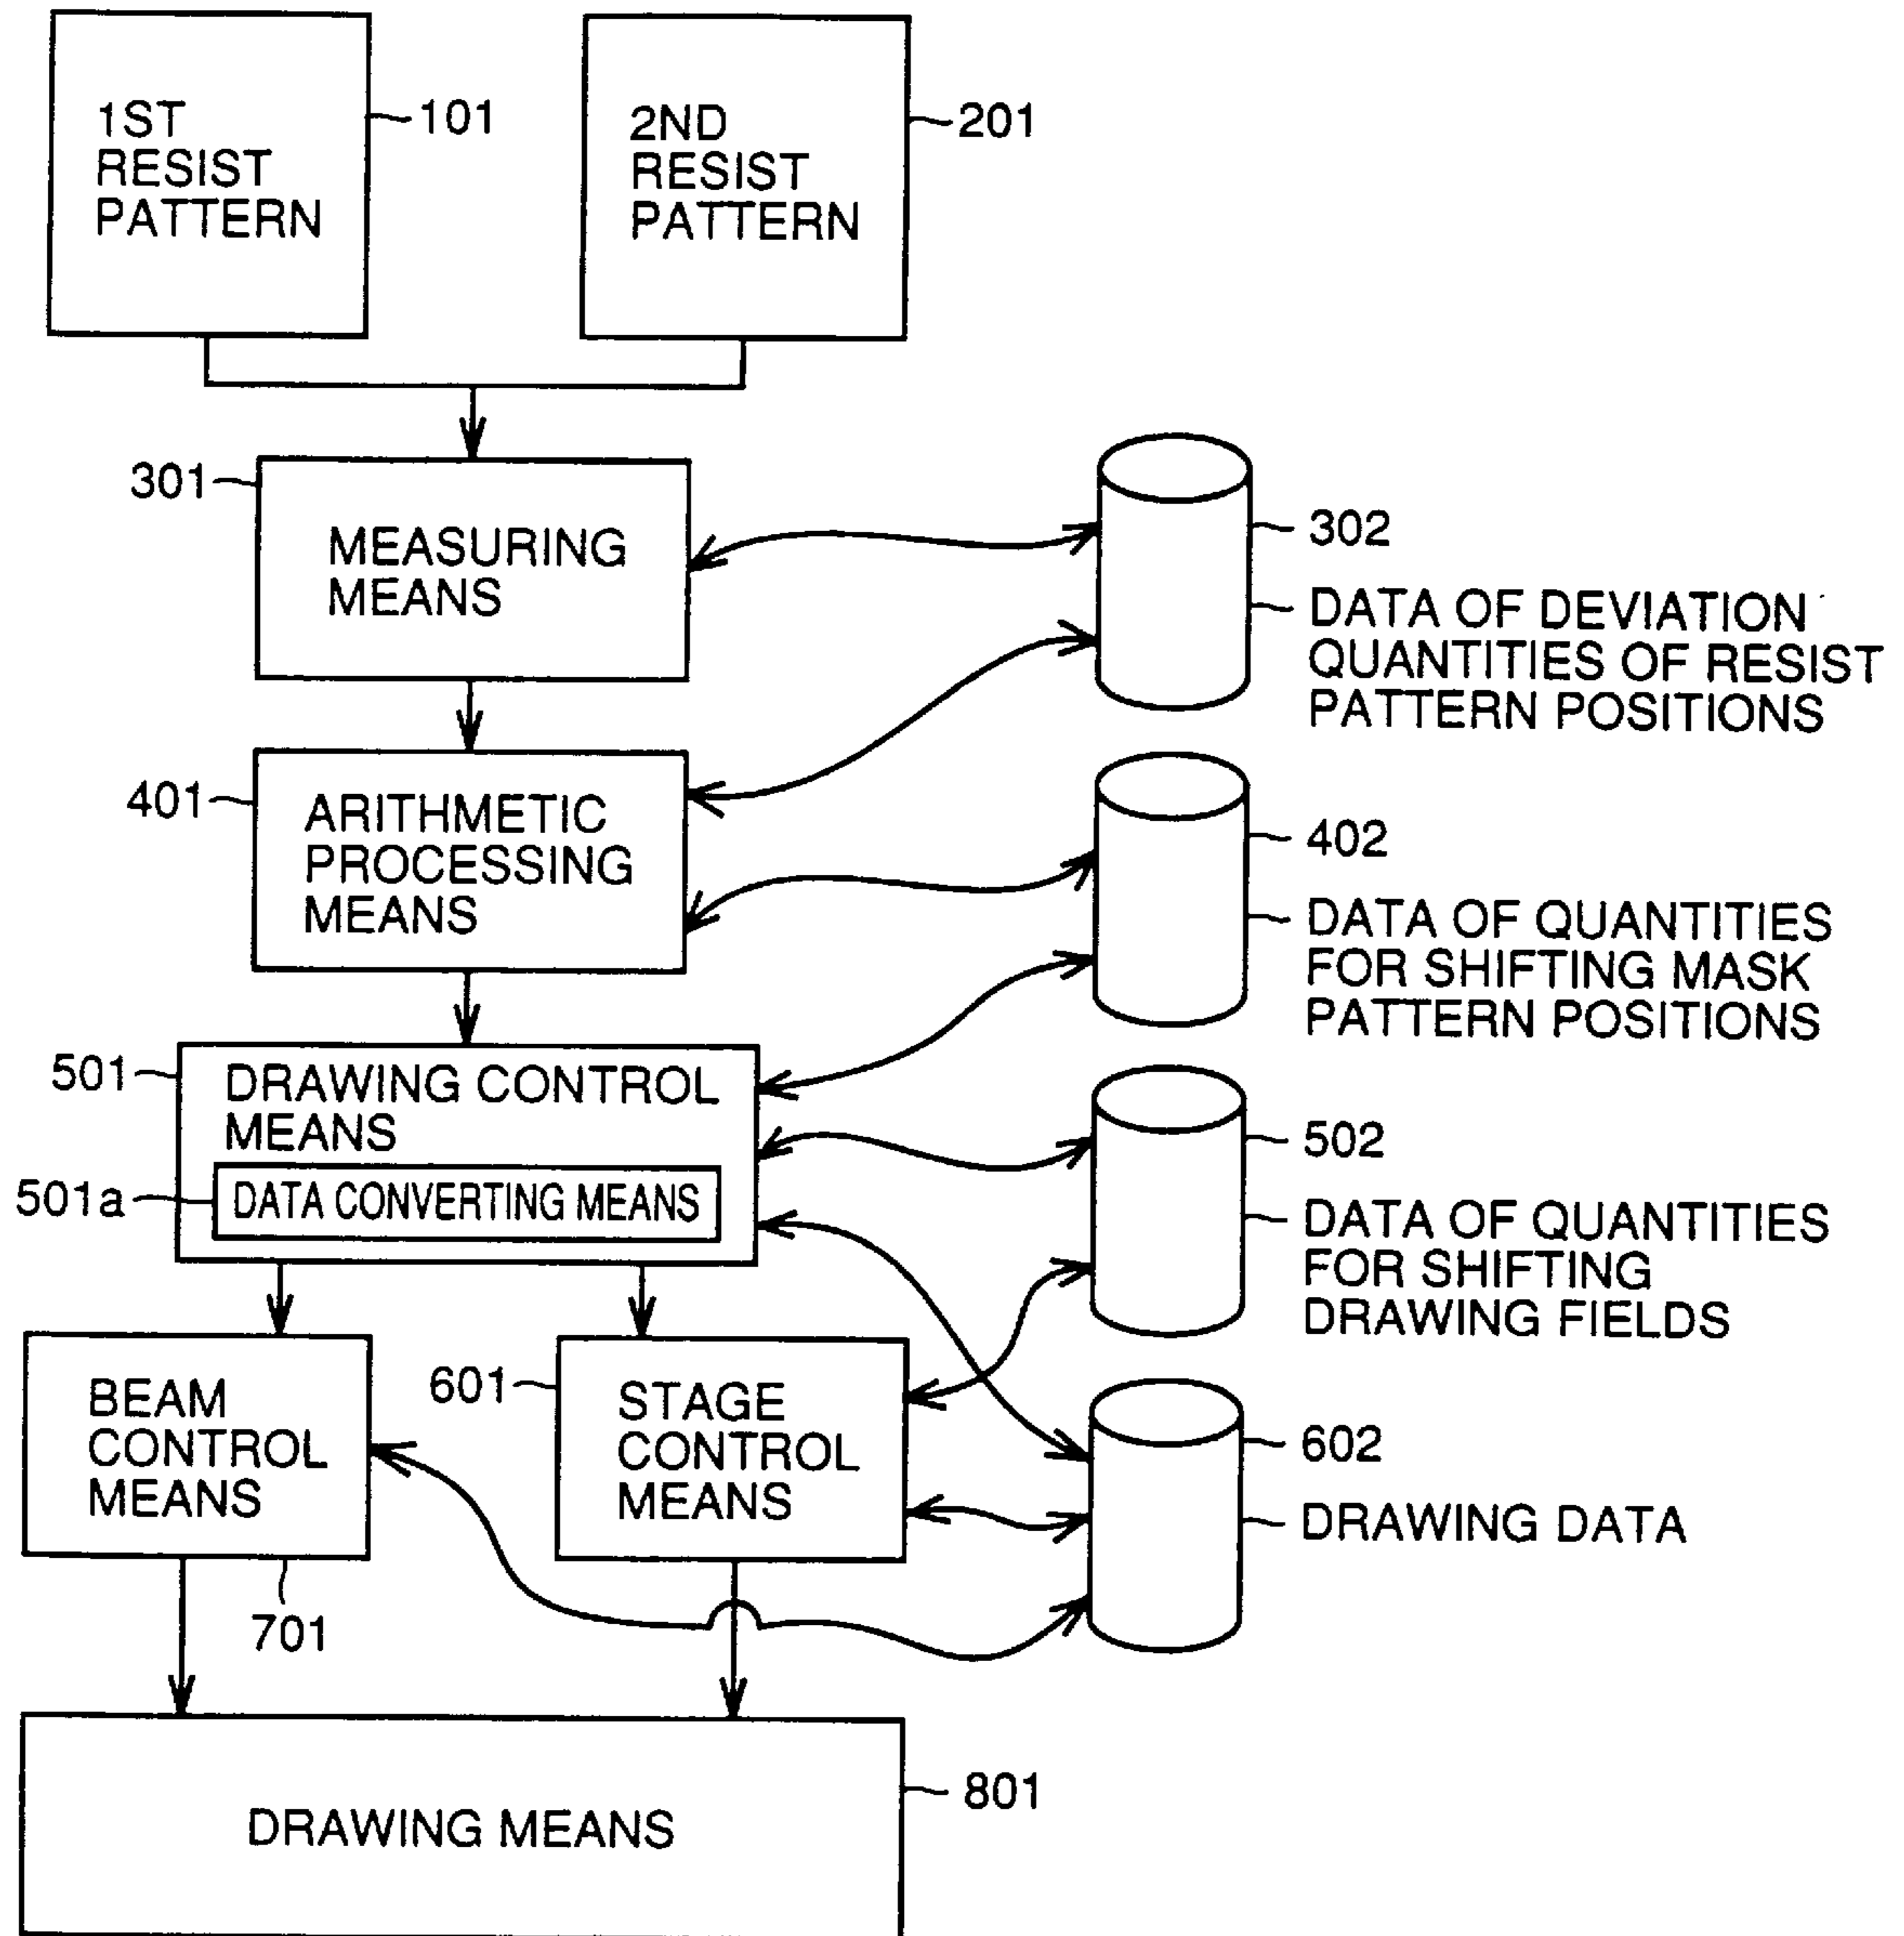 1ST
RESIST
PATTERN
101
2ND
RESIST
PATTERN
201
301
MEASURING
MEANS
302
DATA OF DEVIATION
QUANTITIES OF RESIST
PATTERN POSITIONS
401
ARITHMETIC
PROCESSING
MEANS
402
DATA OF QUANTITIES
FOR SHIFTING MASK
PATTERN POSITIONS
501
DRAWING CONTROL
MEANS
501a
DATA CONVERTING MEANS
502
DATA OF QUANTITIES
FOR SHIFTING
DRAWING FIELDS
BEAM
CONTROL
MEANS
701
601
STAGE
CONTROL
MEANS
602
DRAWING DATA
801
DRAWING MEANS